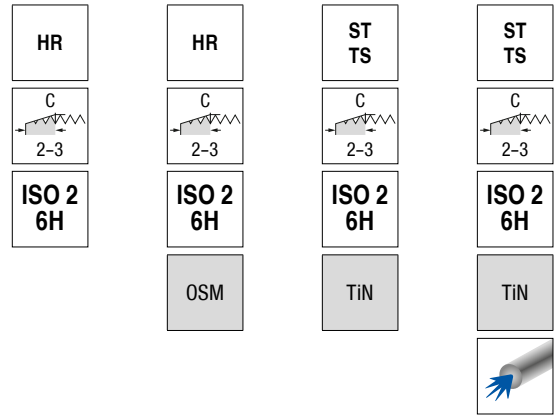 HR HR ST ST
TS TS
C C C C
2–3 2–3 2–3 2–3
ISO 2 ISO 2 ISO 2 ISO 2
6H 6H 6H 6H
OSM TiN TiN